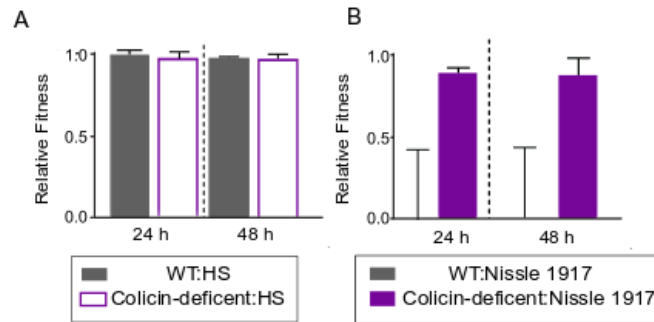 A
B
Relative Fitness
1.0
0.5
0.0
24 h
48 h
WT:HS
Colicin-deficent:HS
Relative Fitness
1.0
0.5
0.0
24 h
48 h
WT:Nissle 1917
Colicin-deficent:Nissle 1917